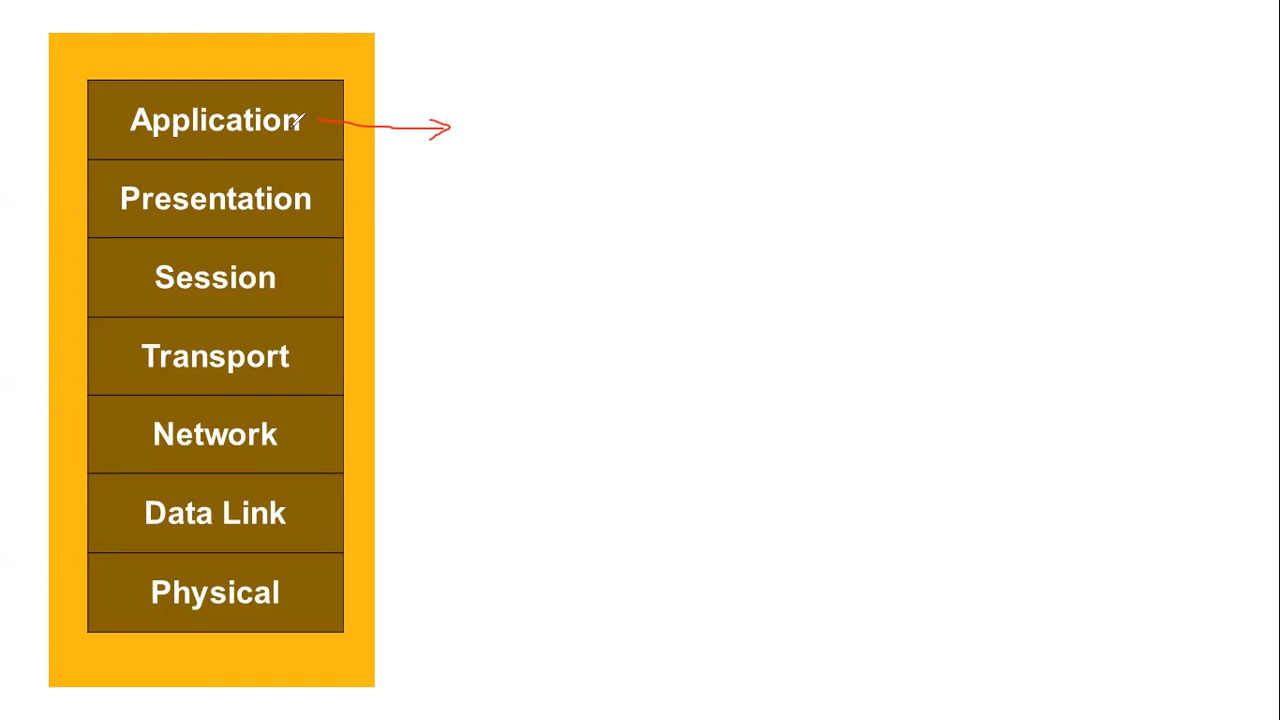 Application
Presentation
Session
Transport
Network
Data Link
Physical